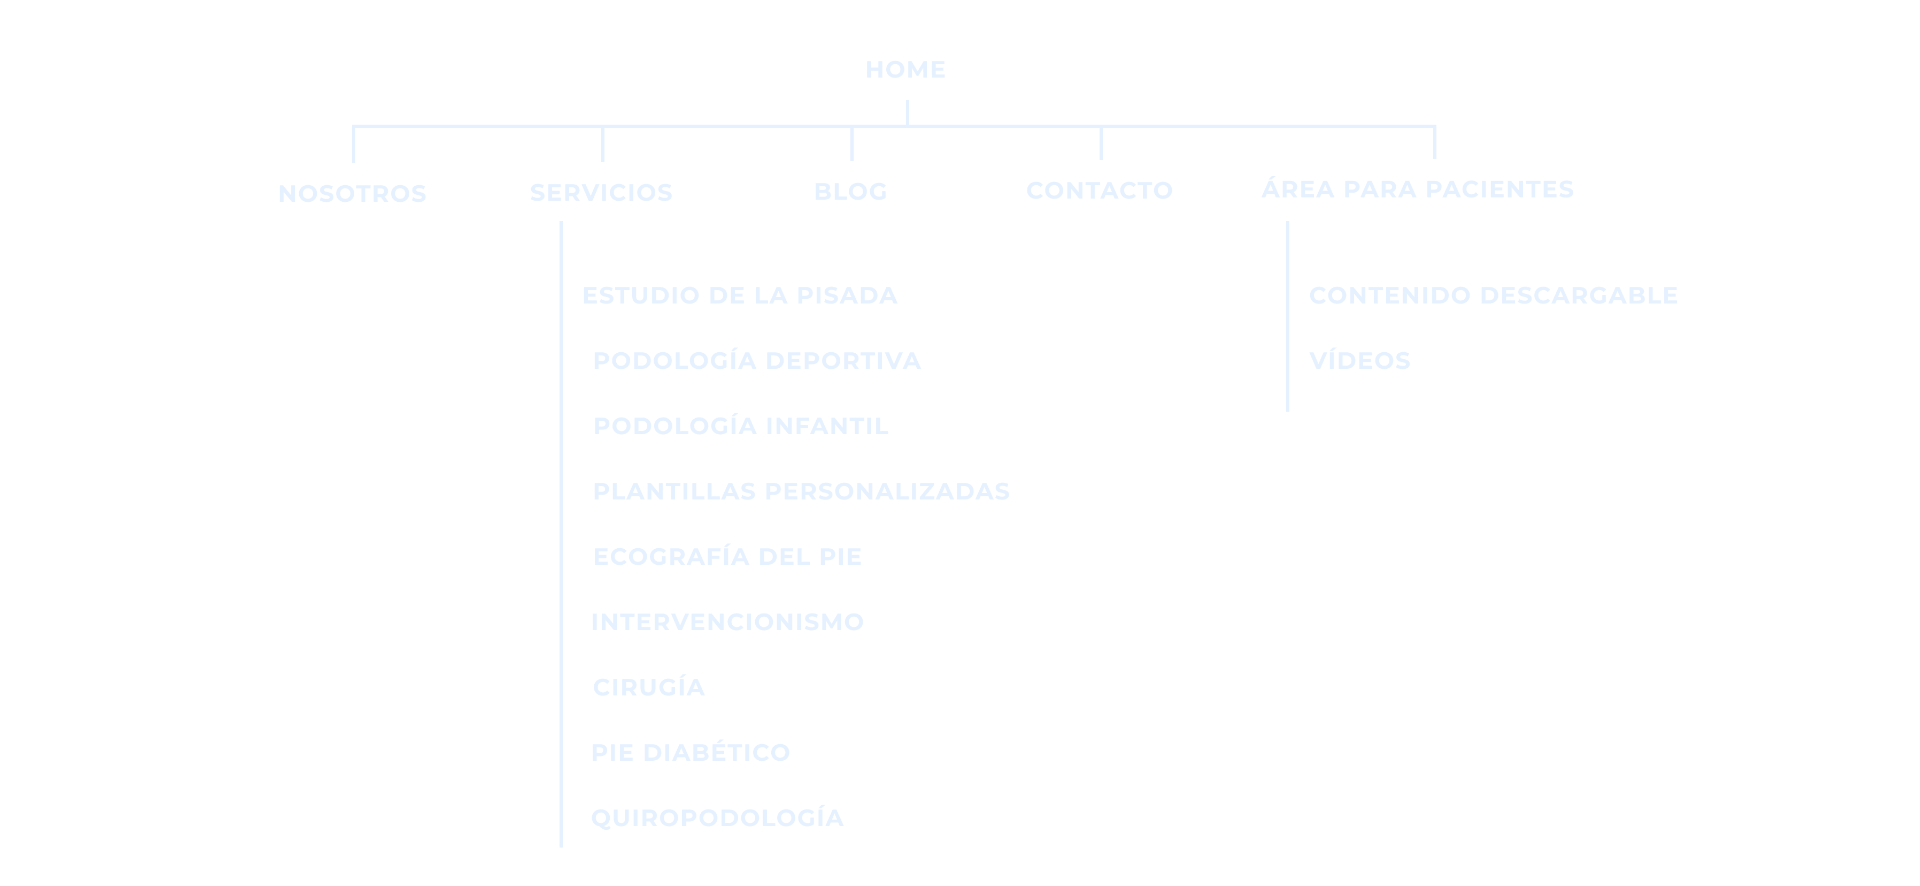 HOME
NOSOTROS
SERVICIOS
BLOG
CONTACTO
ÁREA PARA PACIENTES
ESTUDIO DE LA PISADA
PODOLOGÍA DEPORTIVA
PODOLOGÍA INFANTIL
PLANTILLAS PERSONALIZADAS
ECOGRAFÍA DEL PIE
INTERVENCIONISMO
CIRUGÍA
PIE DIABÉTICO
QUIROPODOLOGÍA
CONTENIDO DESCARGABLE
VÍDEOS